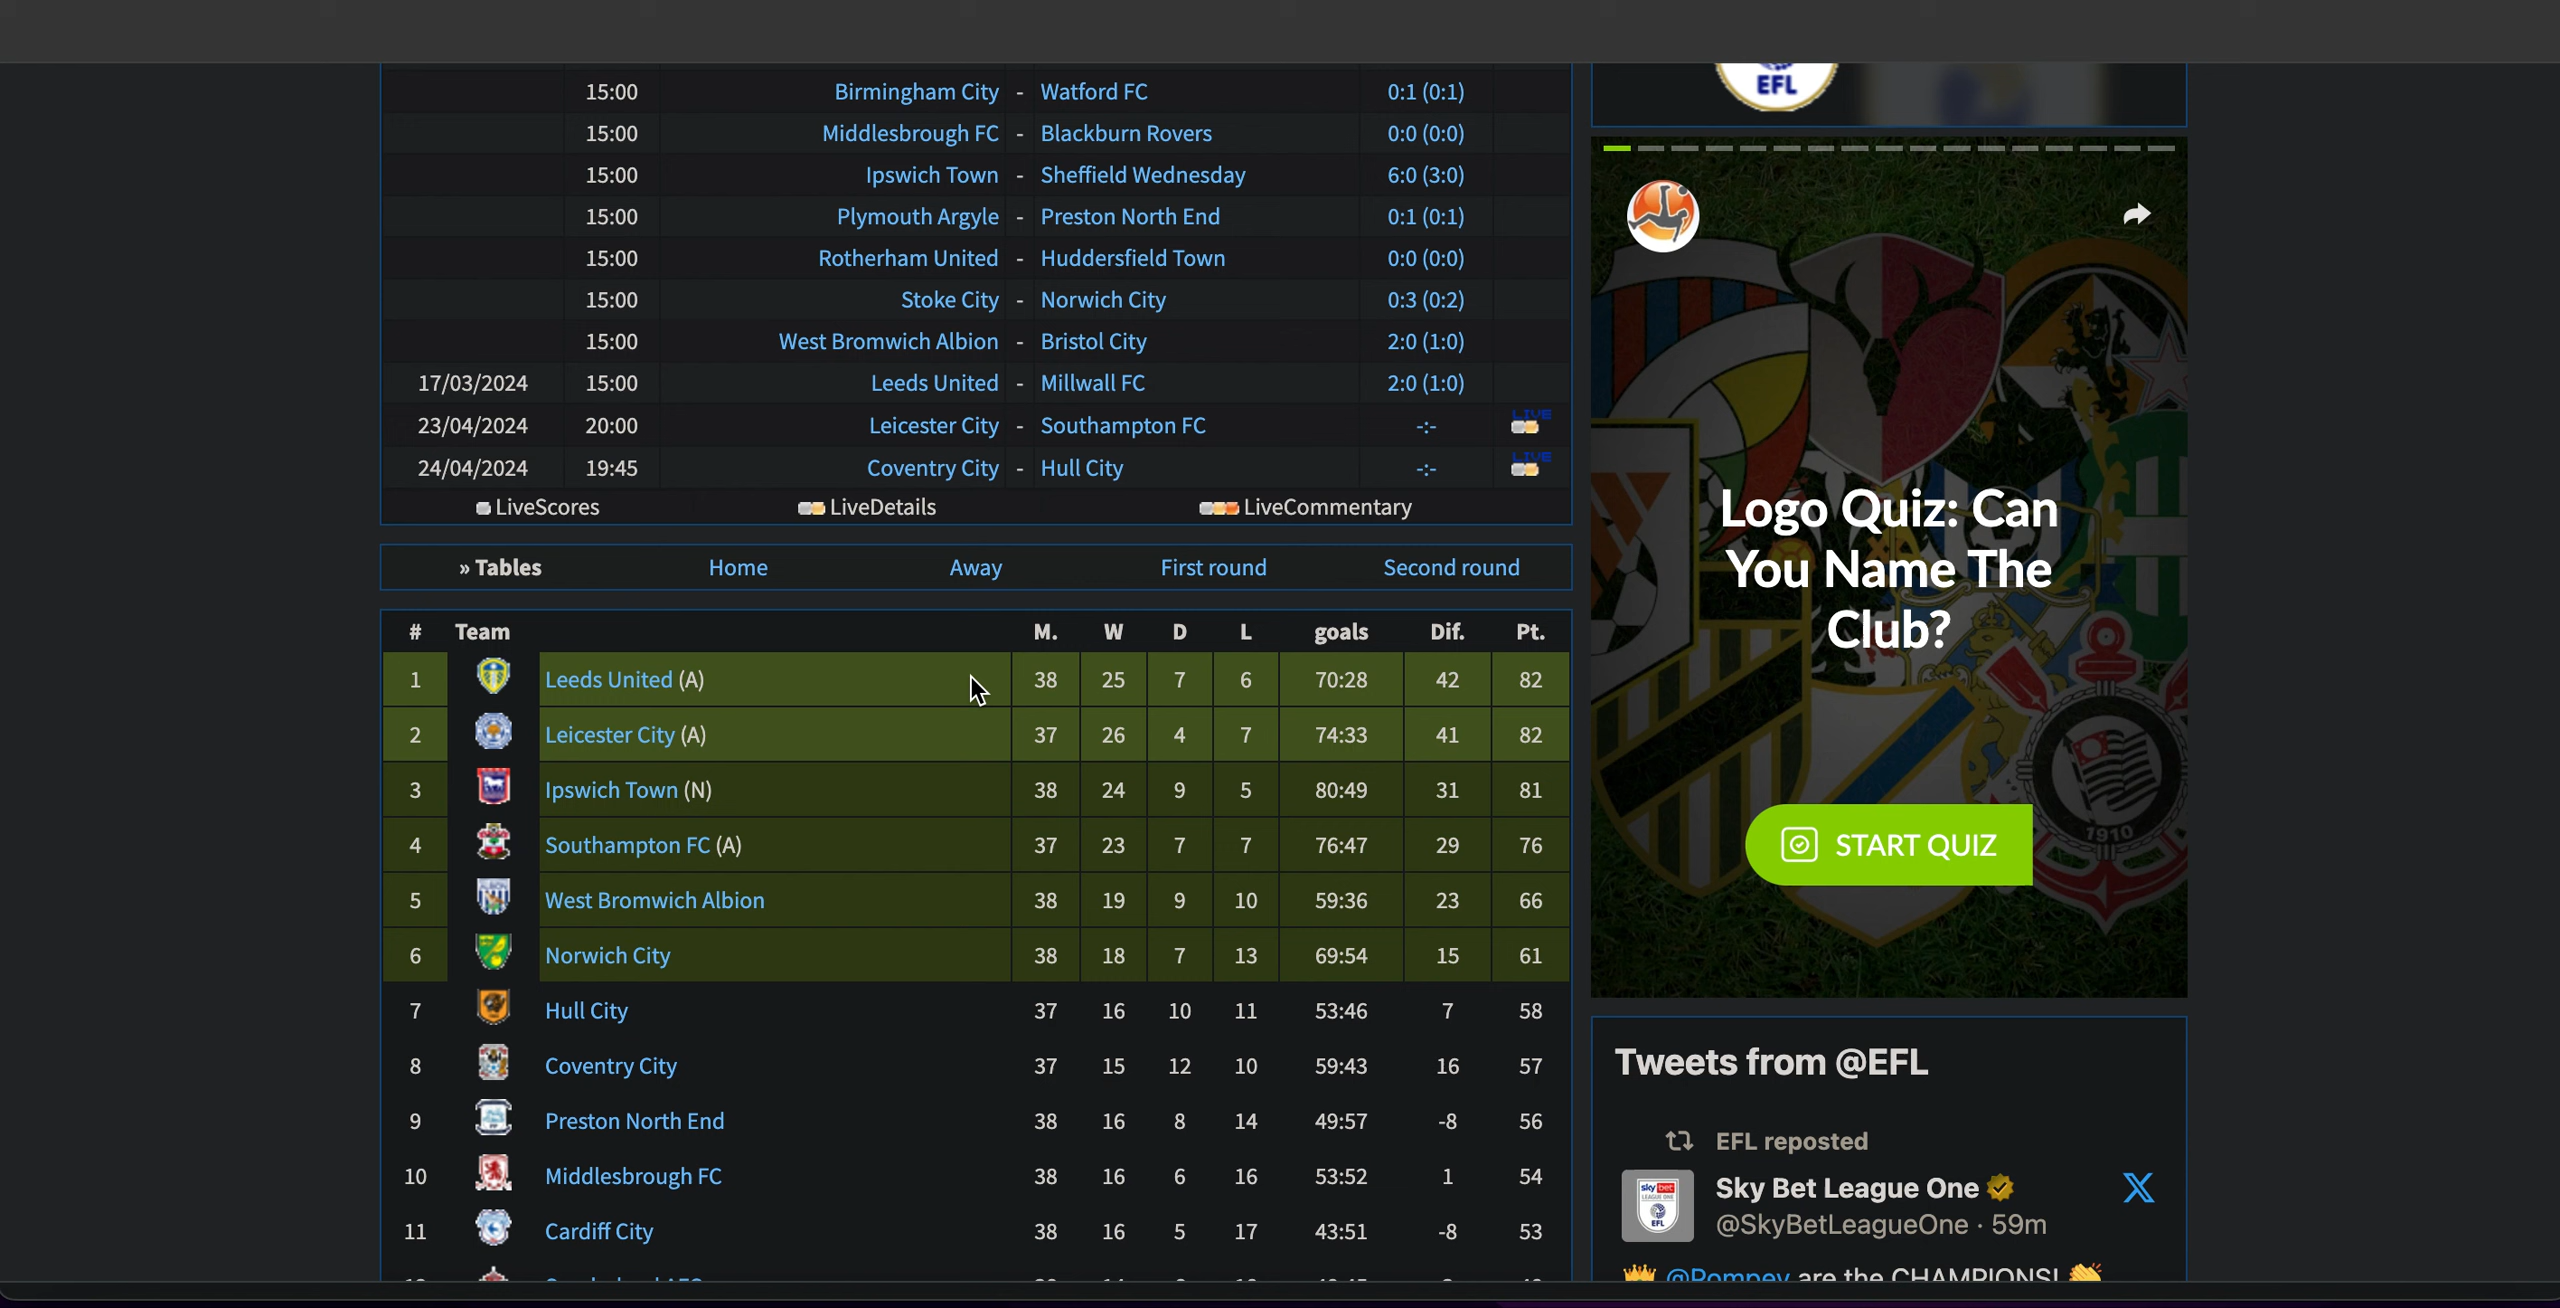 15:00 Birmingham City - Watford FC 0:1 (0:1)
15:00 Middlesbrough FC - Blackburn Rovers 0:0 (0:0)
15:00 Ipswich Town - Sheffield Wednesday 6:0 (3:0)
15:00 Plymouth Argyle - Preston North End 0:1 (0:1)
15:00 Rotherham United - Huddersfield Town 0:0 (0:0)
15:00 Stoke City - Norwich City 0:3 (0:2)
15:00 West Bromwich Albion - Bristol City 2:0 (1:0)
17/03/2024 15:00 Leeds United - Millwall FC 2:0 (1:0)
23/04/2024 20:00 Leicester City - Southampton FC -:- LIVE
24/04/2024 19:45 Coventry City - Hull City -:- LIVE
LiveScores LiveDetails LiveCommentary
» Tables Home Away First round Second round
# Team M. W D L goals Dif. Pt.
1 Leeds United (A) 38 25 7 6 70:28 42 82
2 Leicester City (A) 37 26 4 7 74:33 41 82
3 Ipswich Town (N) 38 24 9 5 80:49 31 81
4 Southampton FC (A) 37 23 7 7 76:47 29 76
5 West Bromwich Albion 38 19 9 10 59:36 23 66
6 Norwich City 38 18 7 13 69:54 15 61
7 Hull City 37 16 10 11 53:46 7 58
8 Coventry City 37 15 12 10 59:43 16 57
9 Preston North End 38 16 8 14 49:57 -8 56
10 Middlesbrough FC 38 16 6 16 53:52 1 54
11 Cardiff City 38 16 5 17 43:51 -8 53
EFL
Logo Quiz: Can
You Name The
Club?
START QUIZ
1910
Tweets from @EFL
EFL reposted
Sky Bet League One
@SkyBetLeagueOne · 59m
sky bet
LEAGUE ONE
EFL
@Pompey are the CHAMPIONS!